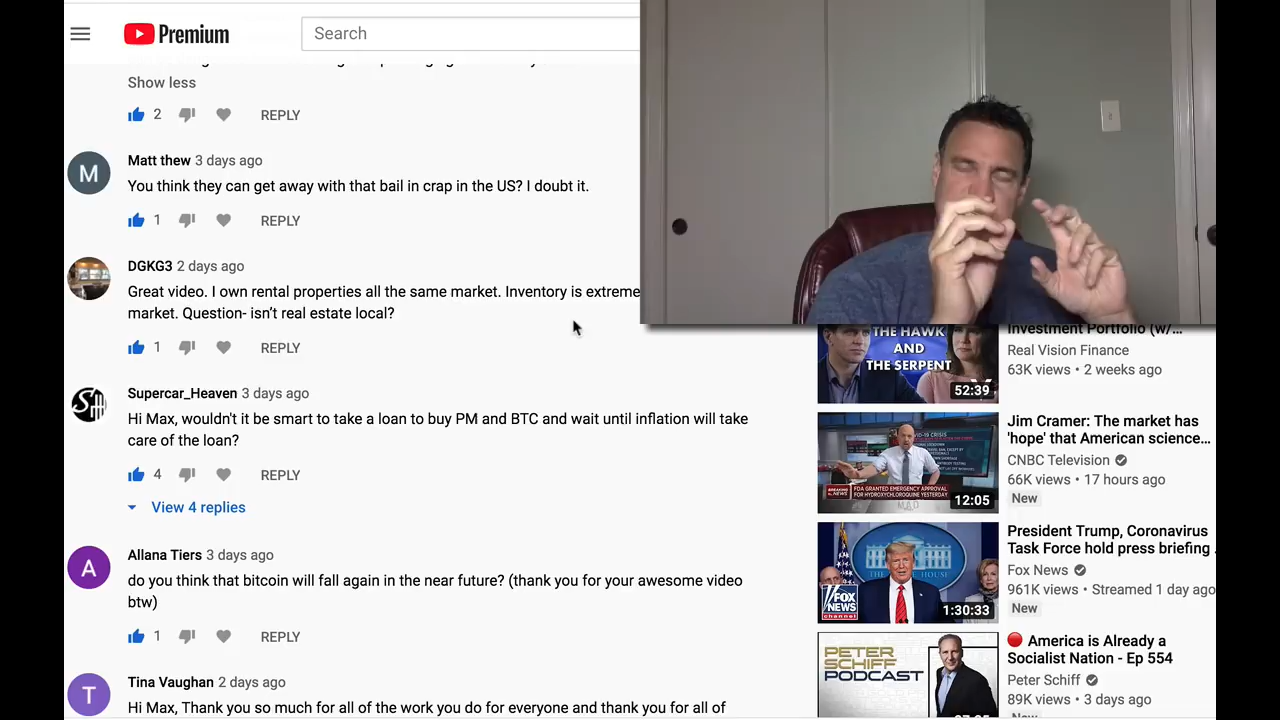 Premium
Search
Show less
2
REPLY
M
Matt thew 3 days ago
You think they can get away with that bail in crap in the US? I doubt it.
1
REPLY
DGKG3 2 days ago
Great video. I own rental properties all the same market. Inventory is extreme
market. Question- isn't real estate local?
1
REPLY
Supercar_Heaven 3 days ago
Hi Max, wouldn't it be smart to take a loan to buy PM and BTC and wait until inflation will take
care of the loan?
4
REPLY
View 4 replies
A
Allana Tiers 3 days ago
do you think that bitcoin will fall again in the near future? (thank you for your awesome video
btw)
1
REPLY
T
Tina Vaughan 2 days ago
Hi Max, Thank you so much for all of the work you do for everyone and thank you for all of
THE HAWK
AND
THE SERPENT
52:39
Investment Portfolio (w/...
Real Vision Finance
63K views • 2 weeks ago
FDA GRANTED EMERGENCY APPROVAL
FOR HYDROXYCHLOROQUINE YESTERDAY
12:05
Jim Cramer: The market has
'hope' that American science...
CNBC Television
66K views • 17 hours ago
New
FOX
NEWS
channel
1:30:33
President Trump, Coronavirus
Task Force hold press briefing .
Fox News
961K views • Streamed 1 day ago
New
PETER
SCHIFF
PODCAST
America is Already a
Socialist Nation - Ep 554
Peter Schiff
89K views • 3 days ago
New